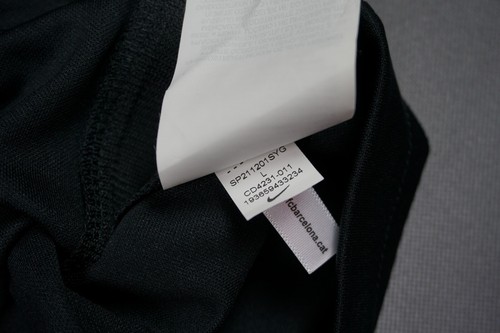 SP211201SYG
L
CD4231-011
193659433234
fcbarcelona.cat